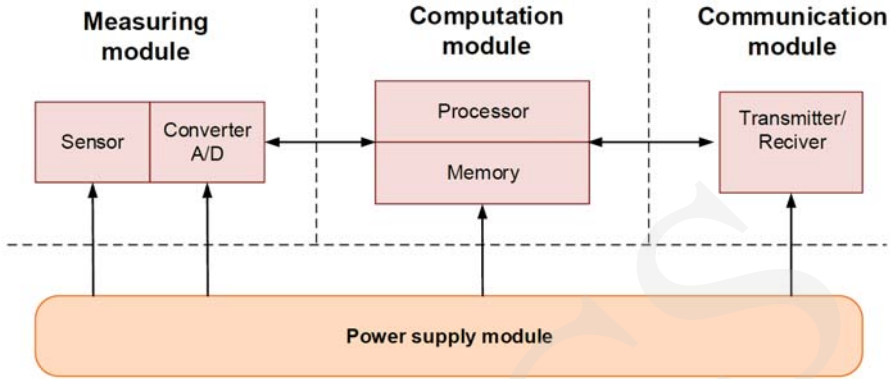 Measuring
module
Computation
module
Communication
module
Sensor
Converter
A/D
Processor
Memory
Transmitter/
Reciver
Power supply module